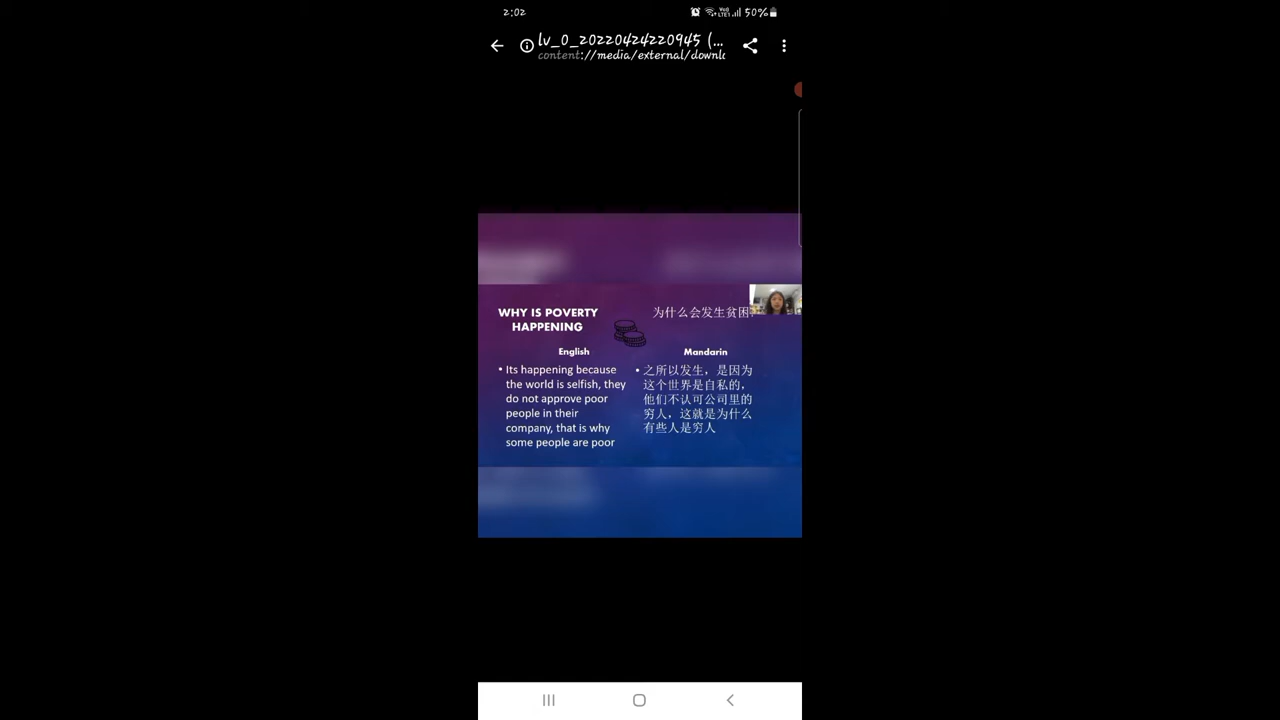 2:02
Vo))
LTE1
50%
lv_0_20220424220945 (...
content://media/external/downl
WHY IS POVERTY
HAPPENING
English
• Its happening because
the world is selfish, they
do not approve poor
people in their
company, that is why
some people are poor
为什么会发生贫困
Mandarin
• 之所以发生，是因为
这个世界是自私的，
他们不认可公司里的
穷人，这就是为什么
有些人是穷人